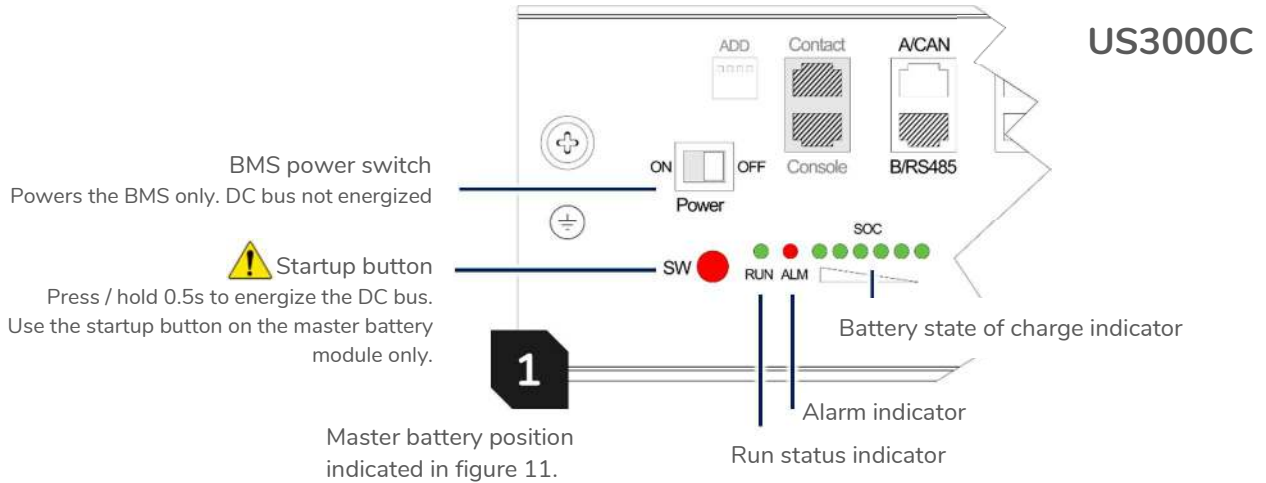 US3000C
ADD
Contact
A/CAN
Console
B/RS485
ON
OFF
Power
BMS power switch
Powers the BMS only. DC bus not energized
SOC
SW
RUN ALM
Startup button
Press / hold 0.5s to energize the DC bus.
Use the startup button on the master battery
module only.
Battery state of charge indicator
1
Alarm indicator
Run status indicator
Master battery position
indicated in figure 11.